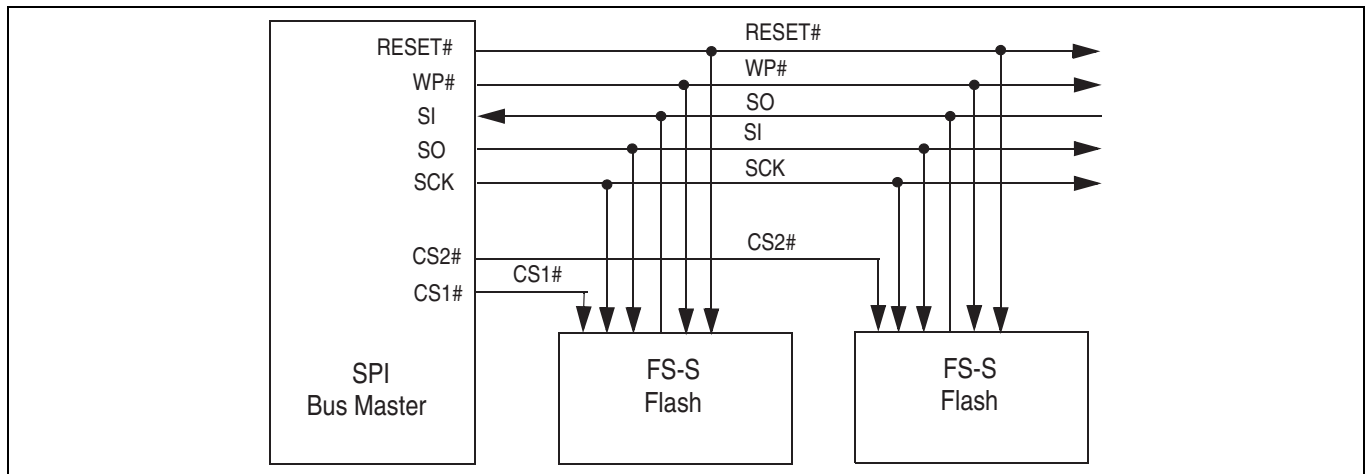 RESET#
RESET#
WP#
WP#
SI
SO
SO
SI
SCK
SCK
CS2#
CS2#
CS1#
CS1#
SPI
Bus Master
FS-S
Flash
FS-S
Flash